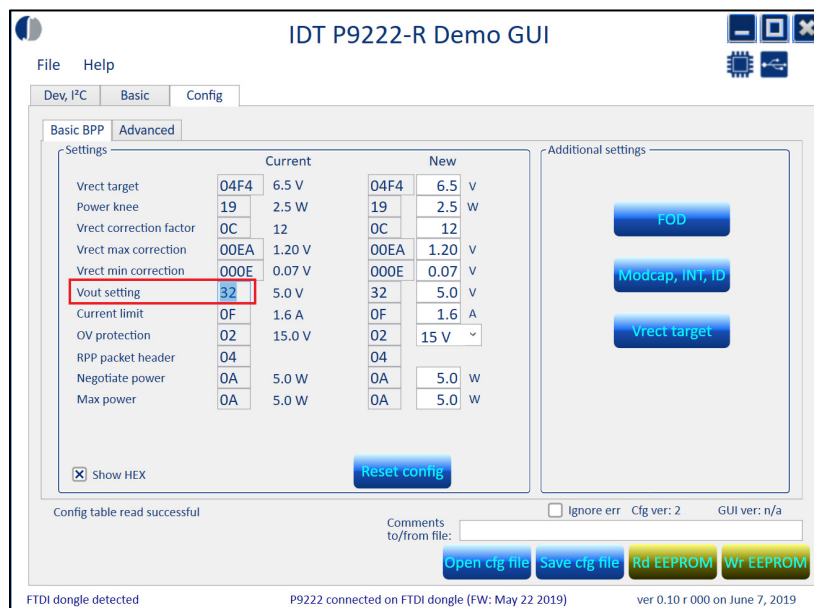 IDT P9222-R Demo GUI
File Help
Dev, I²C Basic Config
Basic BPP Advanced
Settings Additional settings
Current New
Vrect target 04F4 6.5 V 04F4 6.5 V
Power knee 19 2.5 W 19 2.5 W
FOD
Vrect correction factor 0C 12 0C 12
Vrect max correction 00EA 1.20 V 00EA 1.20 V
Vrect min correction 000E 0.07 V 000E 0.07 V
Modcap, INT, ID
Vout setting 32 5.0 V 32 5.0 V
Current limit 0F 1.6 A 0F 1.6 A
OV protection 02 15.0 V 02 15 V
Vrect target
RPP packet header 04 04
Negotiate power 0A 5.0 W 0A 5.0 W
Max power 0A 5.0 W 0A 5.0 W
Show HEX
Reset config
Config table read successful
Ignore err Cfg ver: 2 GUI ver: n/a
Comments
to/from file:
Open cfg file Save cfg file Rd EEPROM Wr EEPROM
FTDI dongle detected P9222 connected on FTDI dongle (FW: May 22 2019) ver 0.10 r 000 on June 7, 2019